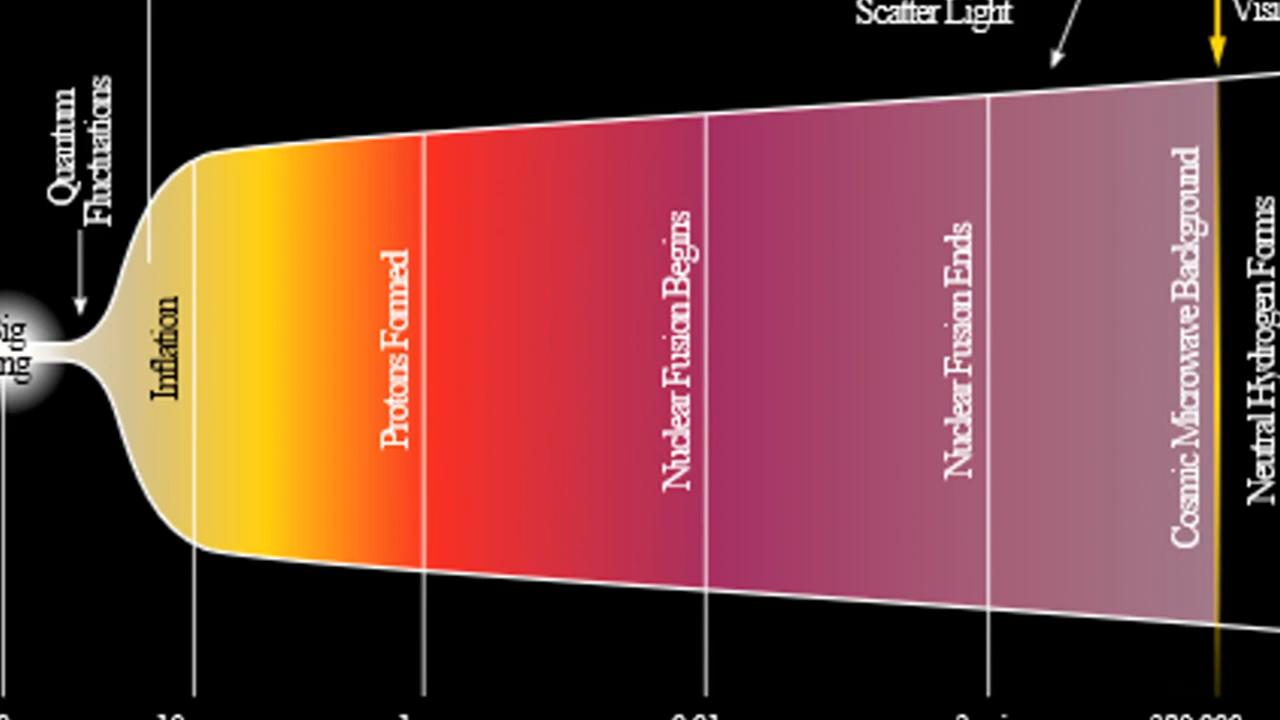 Scatter Light
Quantum
Fluctuations
Inflation
Protons Formed
Nuclear Fusion Begins
Nuclear Fusion Ends
Cosmic Microwave Background
Neutral Hydrogen Forms